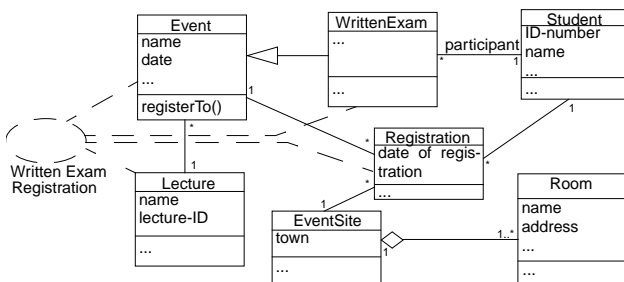 Event
name
date
...
registerTo()
WrittenExam
...
...
participant
*
1
Student
ID-number
name
...
...
1
1
*
*
1
*
*
1
Registration
date of regis-
tration
...
Written Exam
Registration
Lecture
name
lecture-ID
...
EventSite
town
...
1
1..*
Room
name
address
...
...